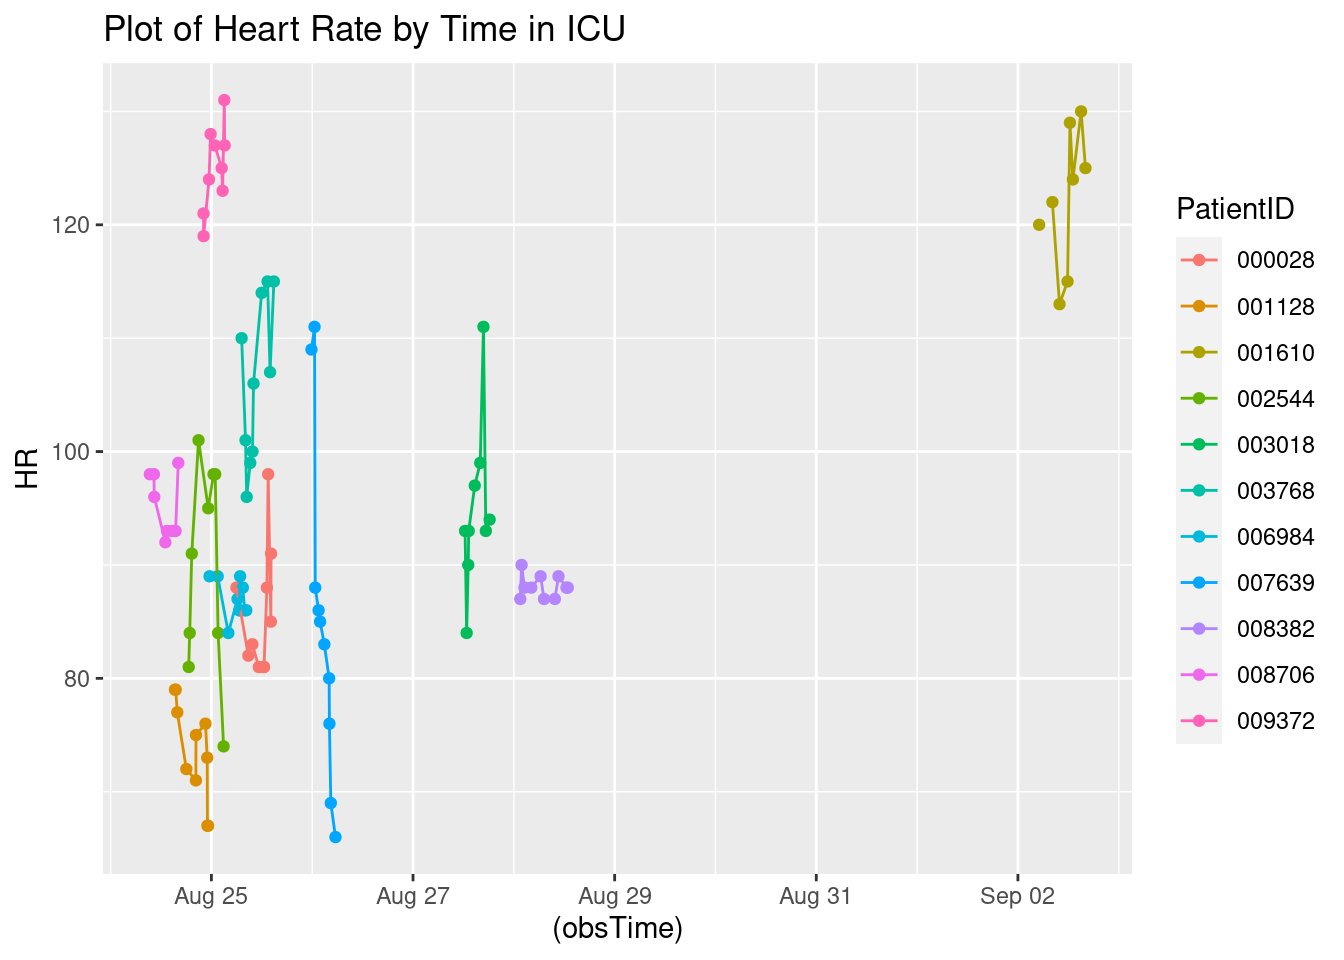 Plot of Heart Rate by Time in ICU
HR
120
100
80
Aug 25
Aug 27
Aug 29
Aug 31
Sep 02
(obsTime)
PatientID
000028
001128
001610
002544
003018
003768
006984
007639
008382
008706
009372